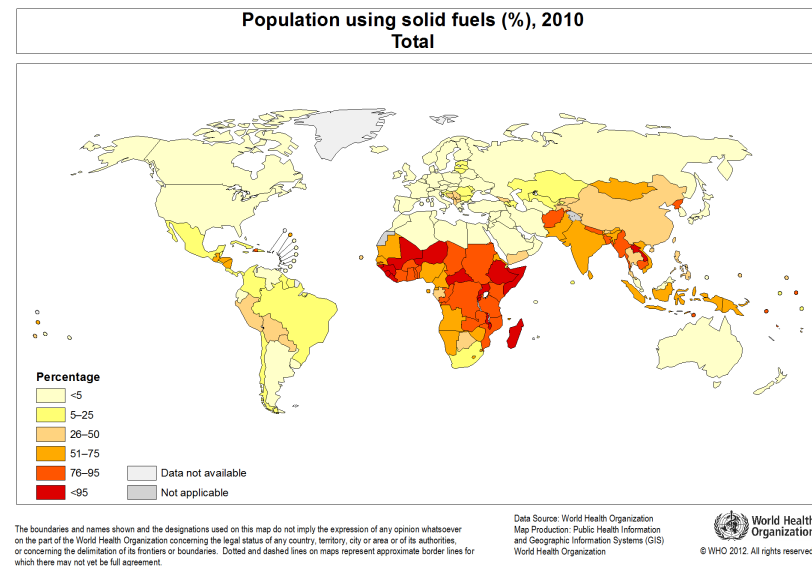 Population using solid fuels (%), 2010
Total
Percentage
<5
5–25
26–50
51–75
76–95
<95
Data not available
Not applicable
The boundaries and names shown and the designations used on this map do not imply the expression of any opinion whatsoever
on the part of the World Health Organization concerning the legal status of any country, territory, city or area or of its authorities,
or concerning the delimitation of its frontiers or boundaries.  Dotted and dashed lines on maps represent approximate border lines for
which there may not yet be full agreement.
Data Source: World Health Organization
Map Production: Public Health Information
and Geographic Information Systems (GIS)
World Health Organization
World Health
Organization
© WHO 2012. All rights reserved